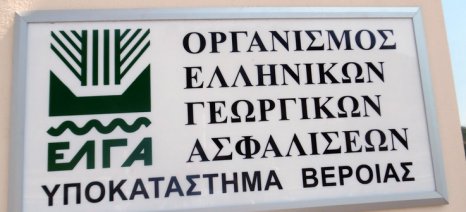 ΟΡΓΑΝΙΣΜΟΣ
ΕΛΛΗΝΙΚΩΝ
ΓΕΩΡΓΙΚΩΝ
ΑΣΦΑΛΙΣΕΩΝ
ΕΛΓΑ
ΥΠΟΚΑΤΑΣΤΗΜΑ ΒΕΡΟΙΑΣ